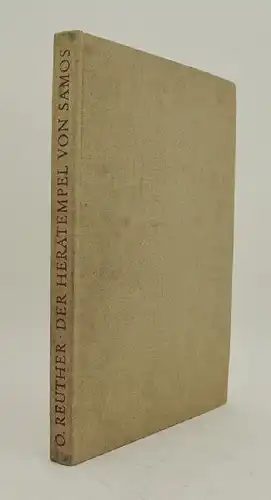 O. REUTHER · DER HERATEMPEL VON SAMOS